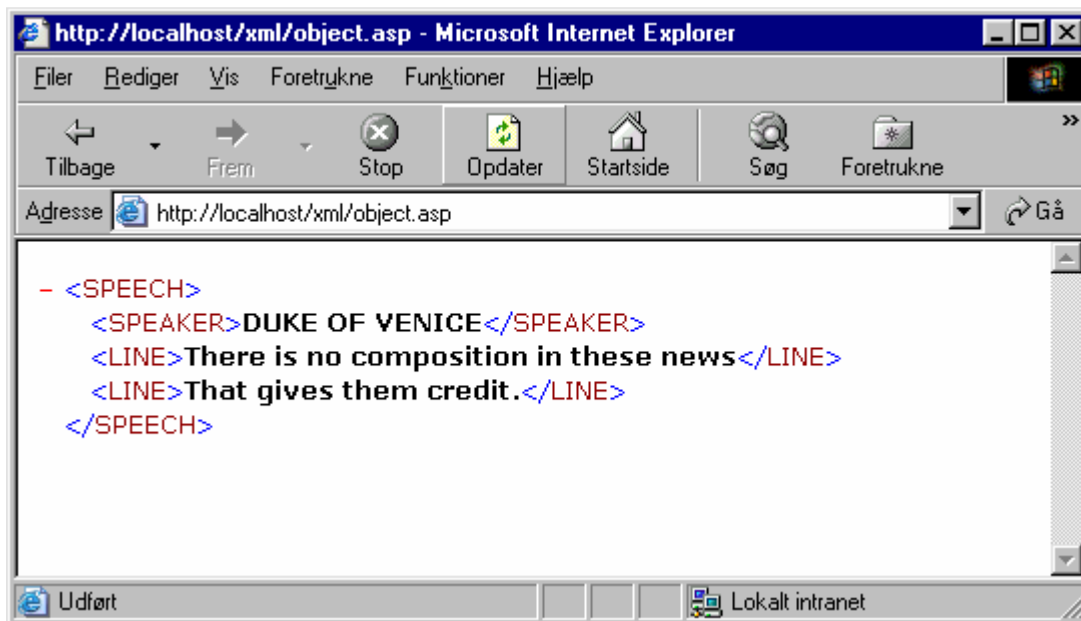 http://localhost/xml/object.asp - Microsoft Internet Explorer
Filer Rediger Vis Foretrukne Funktioner Hjælp
Tilbage Frem Stop Opdater Startside Søg Foretrukne »
Adresse http://localhost/xml/object.asp Gå
- <SPEECH>
<SPEAKER>DUKE OF VENICE</SPEAKER>
<LINE>There is no composition in these news</LINE>
<LINE>That gives them credit.</LINE>
</SPEECH>
Udført Lokalt intranet